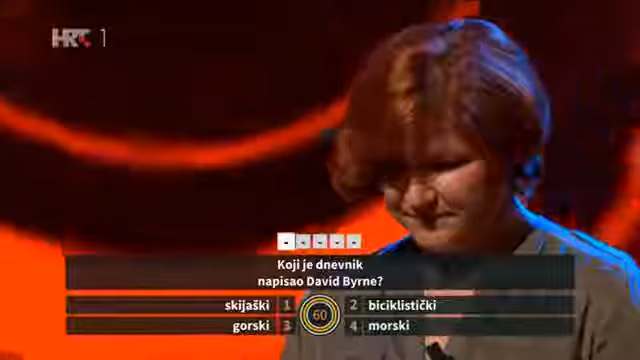 HRT 1
- - - - -
Koji je dnevnik
napisao David Byrne?
skijaški 1
60
2 biciklistički
gorski 3
4 morski